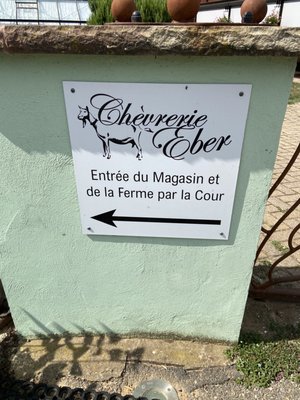 Chèvrerie
Eber
Entrée du Magasin et
de la Ferme par la Cour